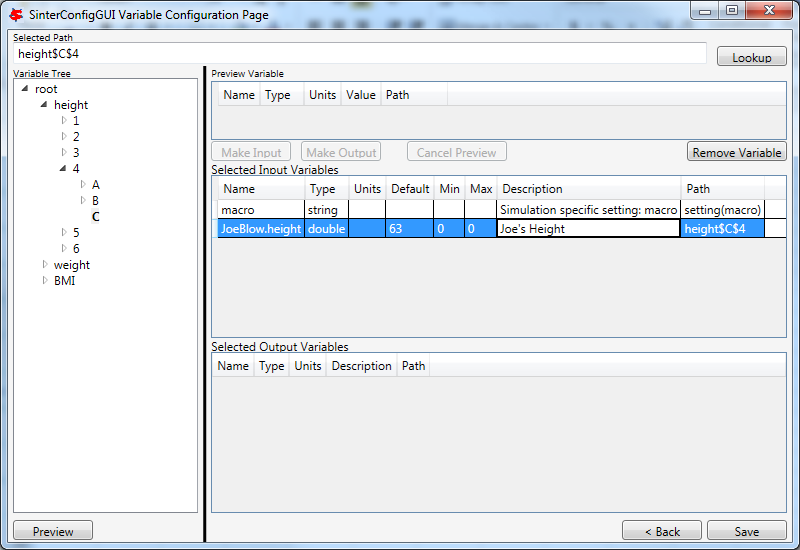 SinterConfigGUI Variable Configuration Page
Selected Path
height$C$4
Lookup
Variable Tree
root
height
1
2
3
4
A
B
C
5
6
weight
BMI
Preview
Preview Variable
Name Type Units Value Path
Make Input Make Output Cancel Preview Remove Variable
Selected Input Variables
Name Type Units Default Min Max Description Path
macro string Simulation specific setting: macro setting(macro)
JoeBlow.height double 63 0 0 Joe's Height height$C$4
Selected Output Variables
Name Type Units Description Path
< Back Save